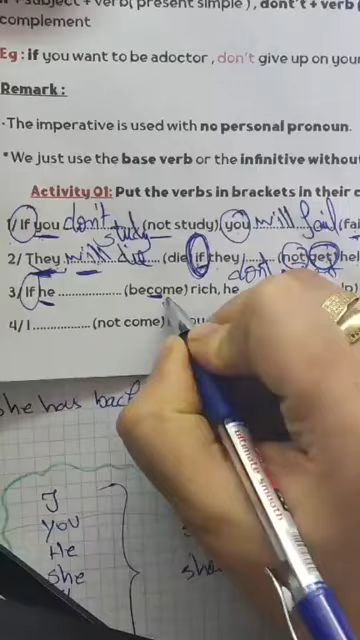 + subject + verb( present simple) , dont't + verb (
complement
Eg : if you want to be adoctor , don't give up on your
Remark :
·The imperative is used with no personal pronoun.
*We just use the base verb or the infinitive without
Activity 01: Put the verbs in brackets in their c
1/ If you don't study (not study) you will fail (fai
2/ They will die (die) if they don't (not get) hel
3/ If he .................... (become) rich, he
4/ I .................. (not come)
she has back
I
you
He
she
she